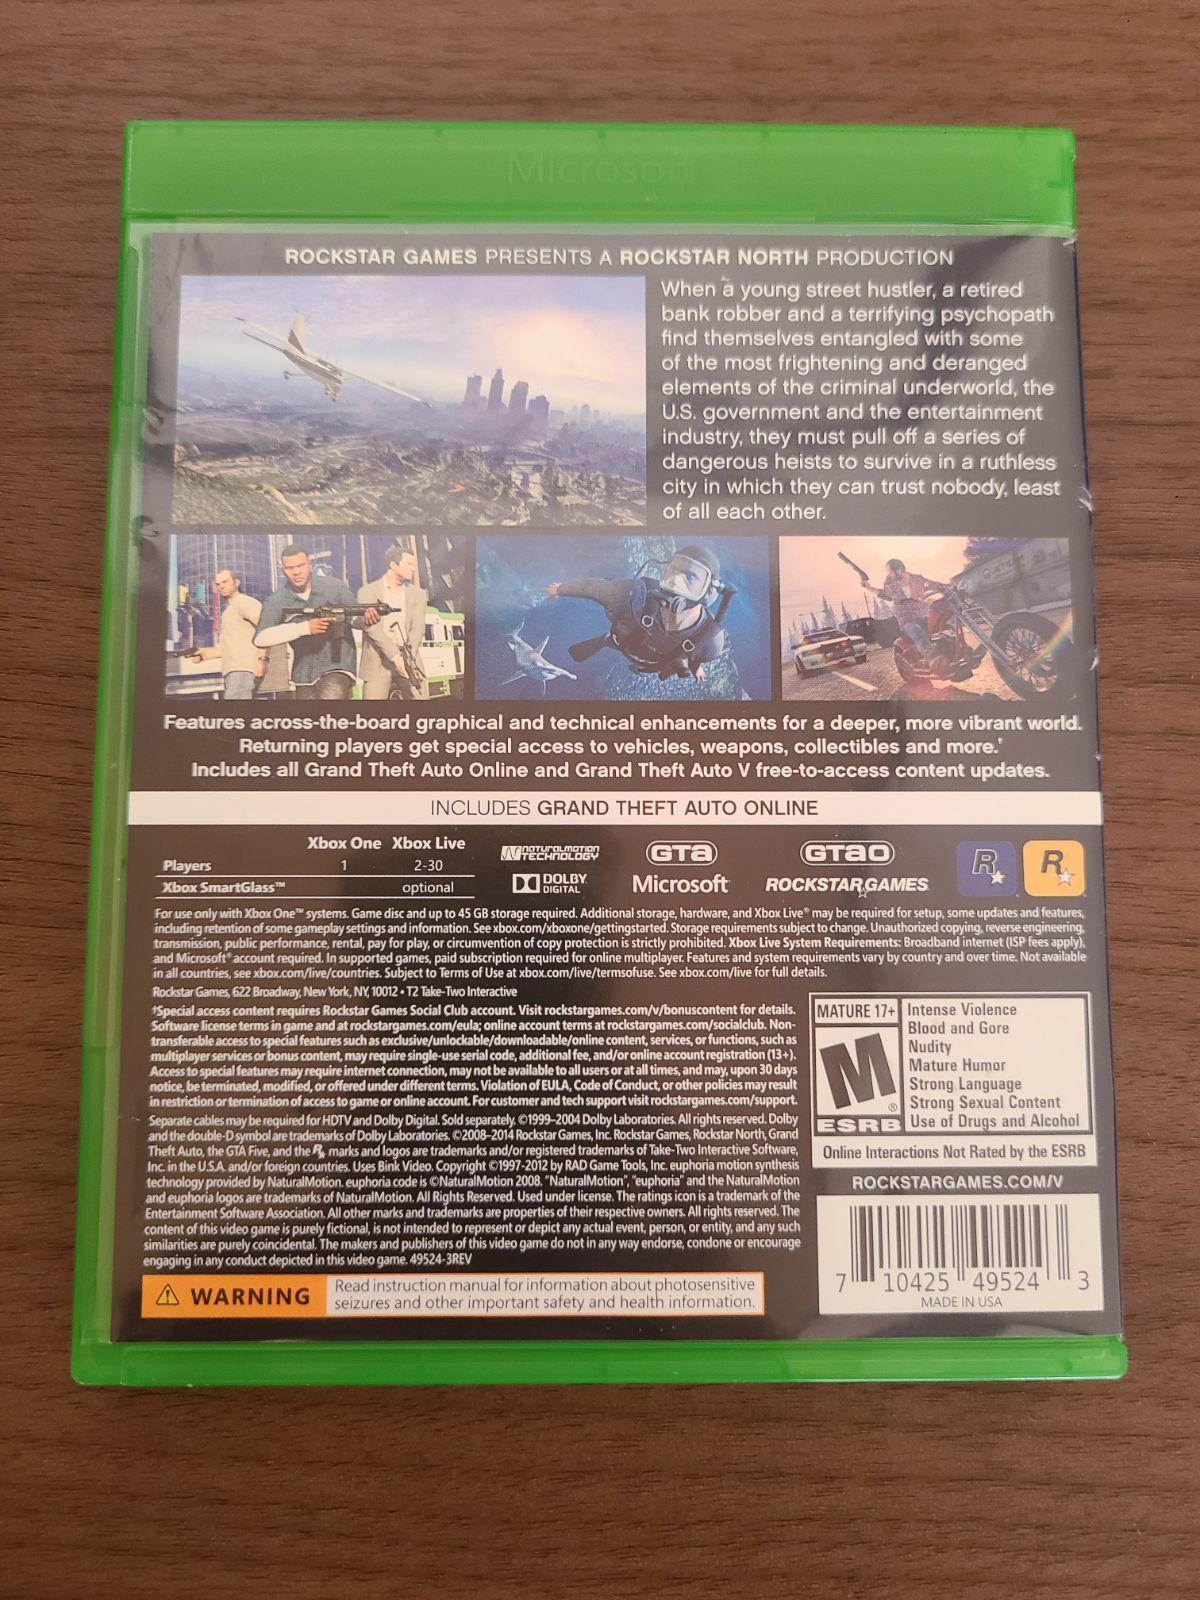 Microsoft
ROCKSTAR GAMES PRESENTS A ROCKSTAR NORTH PRODUCTION
When a young street hustler, a retired
bank robber and a terrifying psychopath
find themselves entangled with some
of the most frightening and deranged
elements of the criminal underworld, the
U.S. government and the entertainment
industry, they must pull off a series of
dangerous heists to survive in a ruthless
city in which they can trust nobody, least
of all each other.
Features across-the-board graphical and technical enhancements for a deeper, more vibrant world.
Returning players get special access to vehicles, weapons, collectibles and more.†
Includes all Grand Theft Auto Online and Grand Theft Auto V free-to-access content updates.
INCLUDES GRAND THEFT AUTO ONLINE
Xbox One Xbox Live
Players 1 2-30
Xbox SmartGlass™ optional
NATURALMOTION TECHNOLOGY
DOLBY DIGITAL
GTA
Microsoft
GTAO
ROCKSTAR GAMES
R
R
For use only with Xbox One™ systems. Game disc and up to 45 GB storage required. Additional storage, hardware, and Xbox Live® may be required for setup, some updates and features,
including retention of some gameplay settings and information. See xbox.com/xboxone/gettingstarted. Storage requirements subject to change. Unauthorized copying, reverse engineering,
transmission, public performance, rental, pay for play, or circumvention of copy protection is strictly prohibited. Xbox Live System Requirements: Broadband internet (ISP fees apply),
and Microsoft® account required. In supported games, paid subscription required for online multiplayer. Features and system requirements vary by country and over time. Not available
in all countries, see xbox.com/live/countries. Subject to Terms of Use at xbox.com/live/termsofuse. See xbox.com/live for full details.
Rockstar Games, 622 Broadway, New York, NY, 10012 • T2 Take-Two Interactive
†Special access content requires Rockstar Games Social Club account. Visit rockstargames.com/v/bonuscontent for details.
Software license terms in game and at rockstargames.com/eula; online account terms at rockstargames.com/socialclub. Non-
transferable access to special features such as exclusive/unlockable/downloadable/online content, services, or functions, such as
multiplayer services or bonus content, may require single-use serial code, additional fee, and/or online account registration (13+).
Access to special features may require internet connection, may not be available to all users or at all times, and may, upon 30 days
notice, be terminated, modified, or offered under different terms. Violation of EULA, Code of Conduct, or other policies may result
in restriction or termination of access to game or online account. For customer and tech support visit rockstargames.com/support.
Separate cables may be required for HDTV and Dolby Digital. Sold separately. ©1999–2004 Dolby Laboratories. All rights reserved. Dolby
and the double-D symbol are trademarks of Dolby Laboratories. ©2008–2014 Rockstar Games, Inc. Rockstar Games, Rockstar North, Grand
Theft Auto, the GTA Five, and the R marks and logos are trademarks and/or registered trademarks of Take-Two Interactive Software,
Inc. in the U.S.A. and/or foreign countries. Uses Bink Video. Copyright ©1997-2012 by RAD Game Tools, Inc. euphoria motion synthesis
technology provided by NaturalMotion. euphoria code is ©NaturalMotion 2008. "NaturalMotion", "euphoria" and the NaturalMotion
and euphoria logos are trademarks of NaturalMotion. All Rights Reserved. Used under license. The ratings icon is a trademark of the
Entertainment Software Association. All other marks and trademarks are properties of their respective owners. All rights reserved. The
content of this video game is purely fictional, is not intended to represent or depict any actual event, person, or entity, and any such
similarities are purely coincidental. The makers and publishers of this video game do not in any way endorse, condone or encourage
engaging in any conduct depicted in this video game. 49524-3REV
WARNING
Read instruction manual for information about photosensitive
seizures and other important safety and health information.
MATURE 17+
M
®
ESRB
Intense Violence
Blood and Gore
Nudity
Mature Humor
Strong Language
Strong Sexual Content
Use of Drugs and Alcohol
Online Interactions Not Rated by the ESRB
ROCKSTARGAMES.COM/V
7 10425 49524 3
MADE IN USA